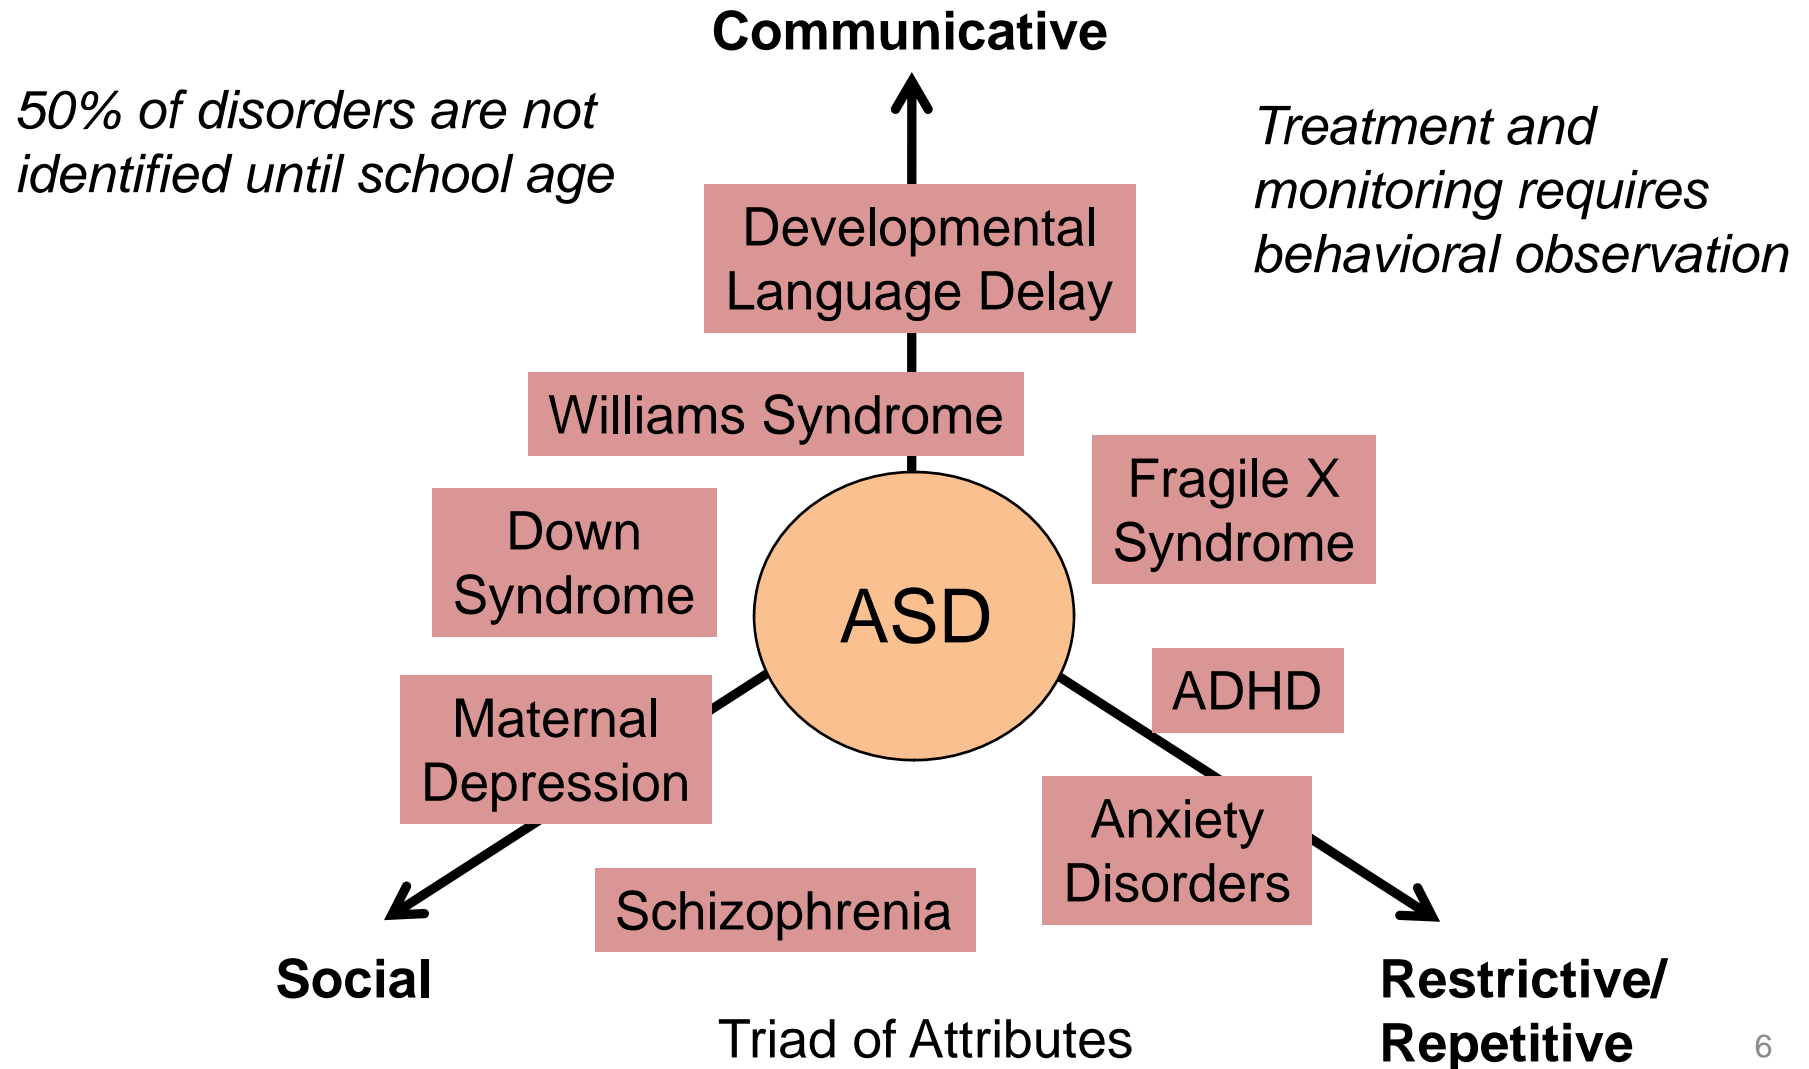 Communicative
50% of disorders are not
identified until school age
Treatment and
monitoring requires
behavioral observation
Developmental
Language Delay
Williams Syndrome
Fragile X
Syndrome
Down
Syndrome
ASD
ADHD
Maternal
Depression
Anxiety
Disorders
Schizophrenia
Social
Restrictive/
Repetitive
Triad of Attributes
6